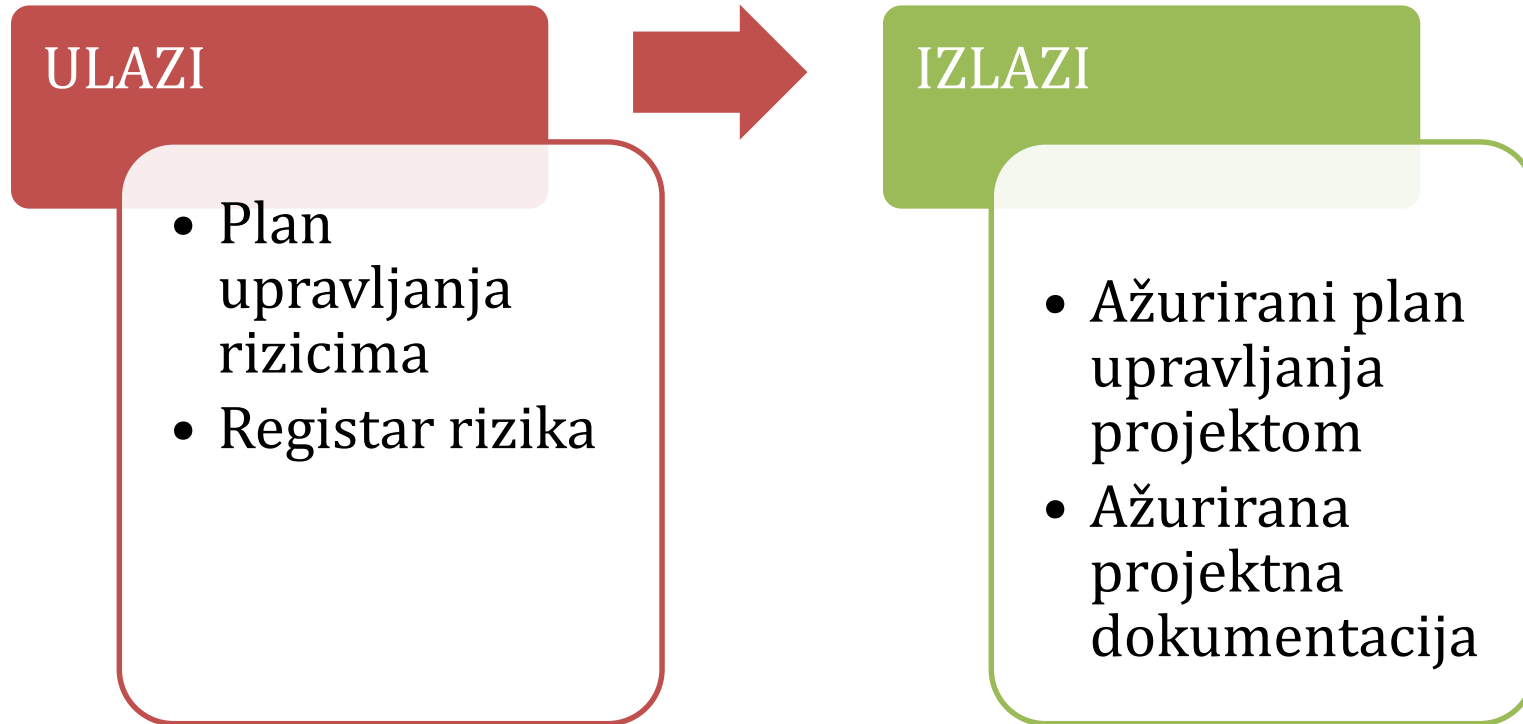 ULAZI
• Plan
upravljanja
rizicima
• Registar rizika
IZLAZI
• Ažurirani plan
upravljanja
projektom
• Ažurirana
projektna
dokumentacija